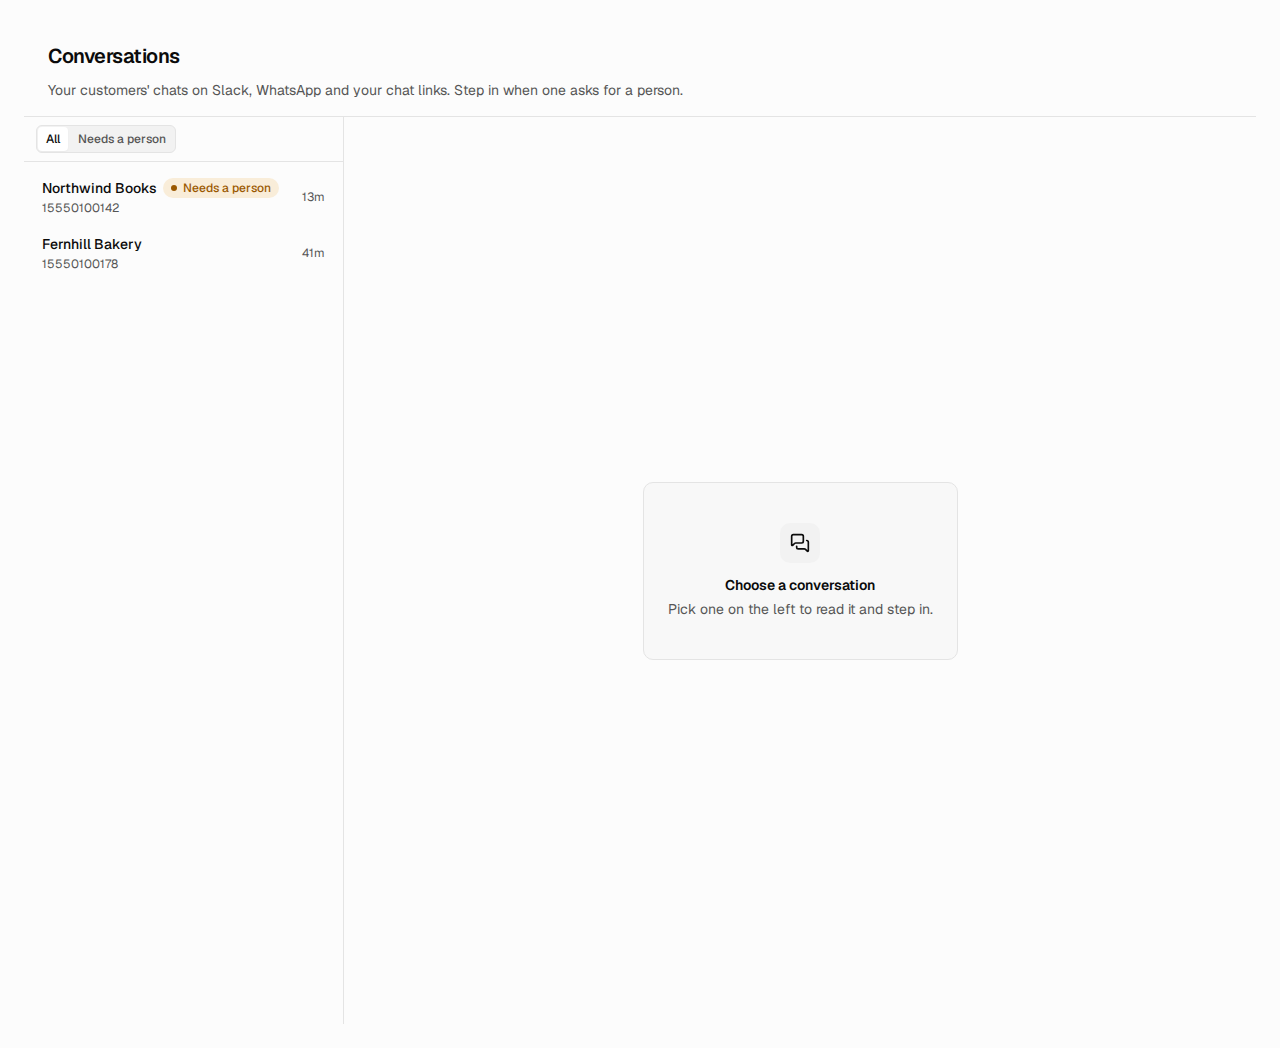 Conversations
Your customers' chats on Slack, WhatsApp and your chat links. Step in when one asks for a person.
All Needs a person
Northwind Books Needs a person
15550100142
13m
Fernhill Bakery
15550100178
41m
Choose a conversation
Pick one on the left to read it and step in.